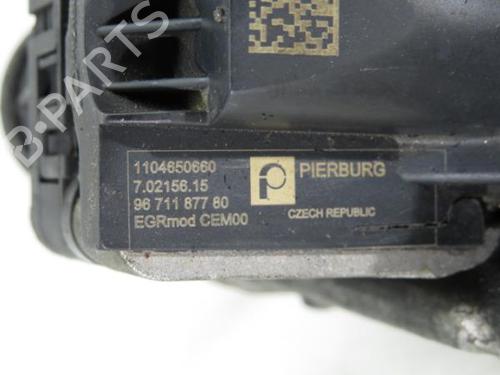 B-PARTS
1104650660
7.02156.15
96 711 877 80
EGRmod CEM00
PIERBURG
CZECH REPUBLIC